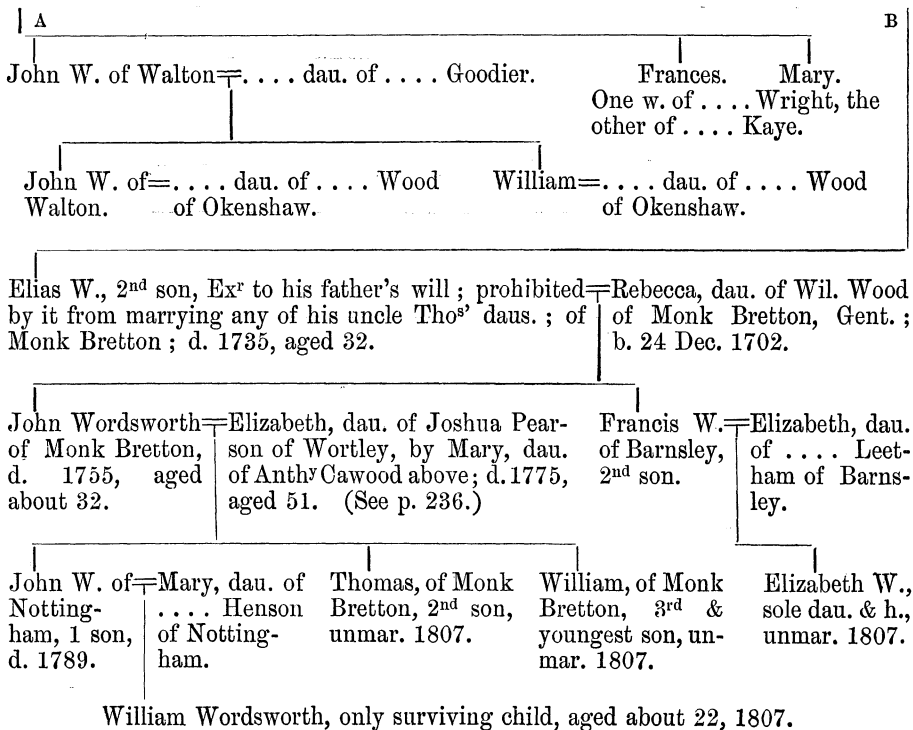 A B
John W. of Walton=. . . . dau. of . . . . Goodier.
Frances. Mary.
One w. of . . . . Wright, the
other of . . . . Kaye.
John W. of=. . . . dau. of . . . . Wood
Walton. of Okenshaw.
William=. . . . dau. of . . . . Wood
of Okenshaw.
Elias W., 2nd son, Exr to his father's will ; prohibited=
by it from marrying any of his uncle Thos' daus. ; of
Monk Bretton ; d. 1735, aged 32.
Rebecca, dau. of Wil. Wood
of Monk Bretton, Gent. ;
b. 24 Dec. 1702.
John Wordsworth=
of Monk Bretton,
d. 1755, aged
about 32.
Elizabeth, dau. of Joshua Pear-
son of Wortley, by Mary, dau.
of Anthy Cawood above; d. 1775,
aged 51. (See p. 236.)
Francis W.=
of Barnsley,
2nd son.
Elizabeth, dau.
of . . . . Leet-
ham of Barns-
ley.
John W. of=
Notting-
ham, 1 son,
d. 1789.
Mary, dau. of
. . . . Henson
of Notting-
ham.
Thomas, of Monk
Bretton, 2nd son,
unmar. 1807.
William, of Monk
Bretton, 3rd &
youngest son, un-
mar. 1807.
Elizabeth W.,
sole dau. & h.,
unmar. 1807.
William Wordsworth, only surviving child, aged about 22, 1807.